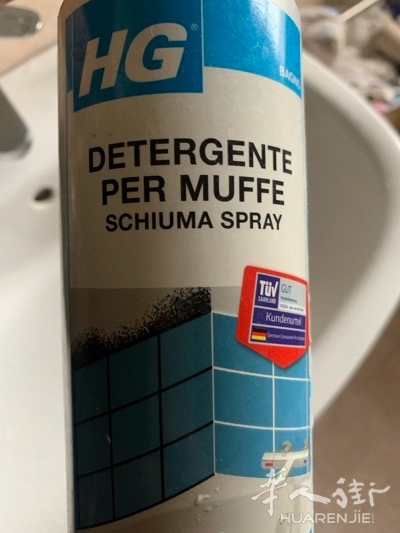 HG
BAGNO
DETERGENTE
PER MUFFE
SCHIUMA SPRAY
TÜV
SAARLAND
GUT
Kundenurteil
华人街
HUARENJIE